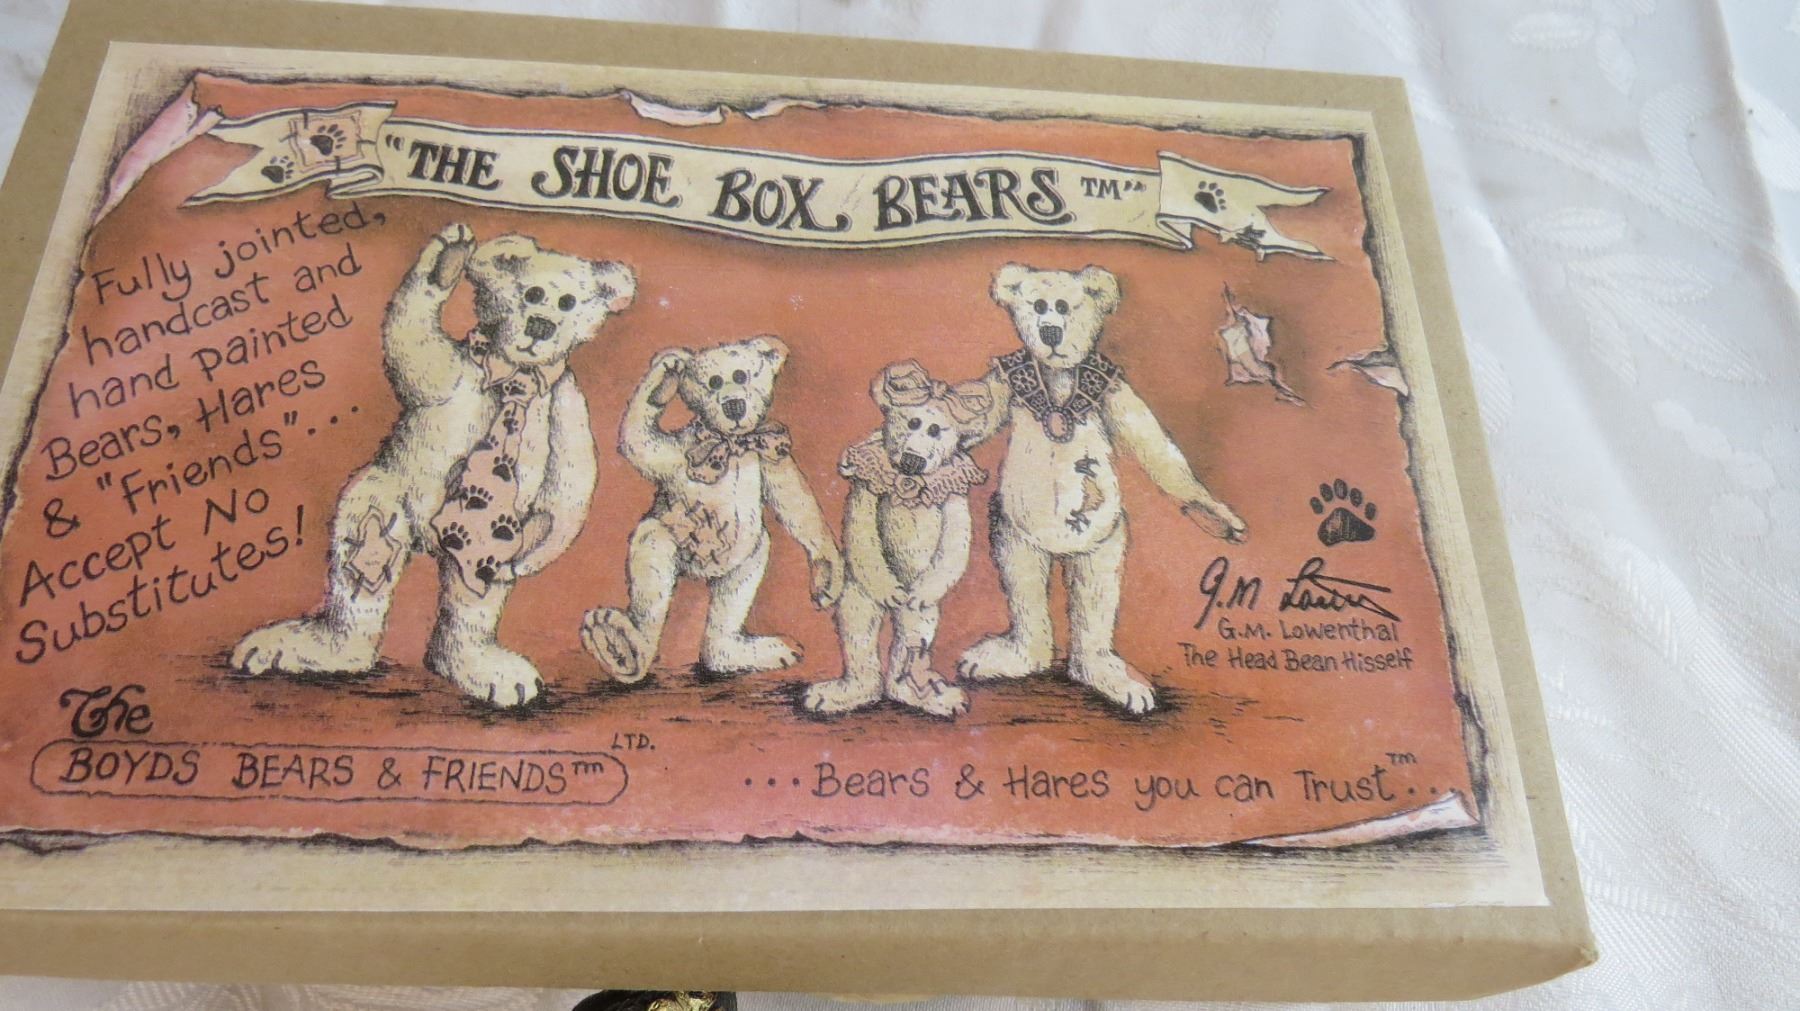 "THE SHOE BOX BEARS ™"
Fully jointed,
handcast and
hand painted
Bears, Hares
& "Friends"...
Accept No
Substitutes!
G.M. Lowenthal
The Head Bean Hisself
The
BOYDS BEARS & FRIENDS™ LTD.
...Bears & Hares you can Trust™...